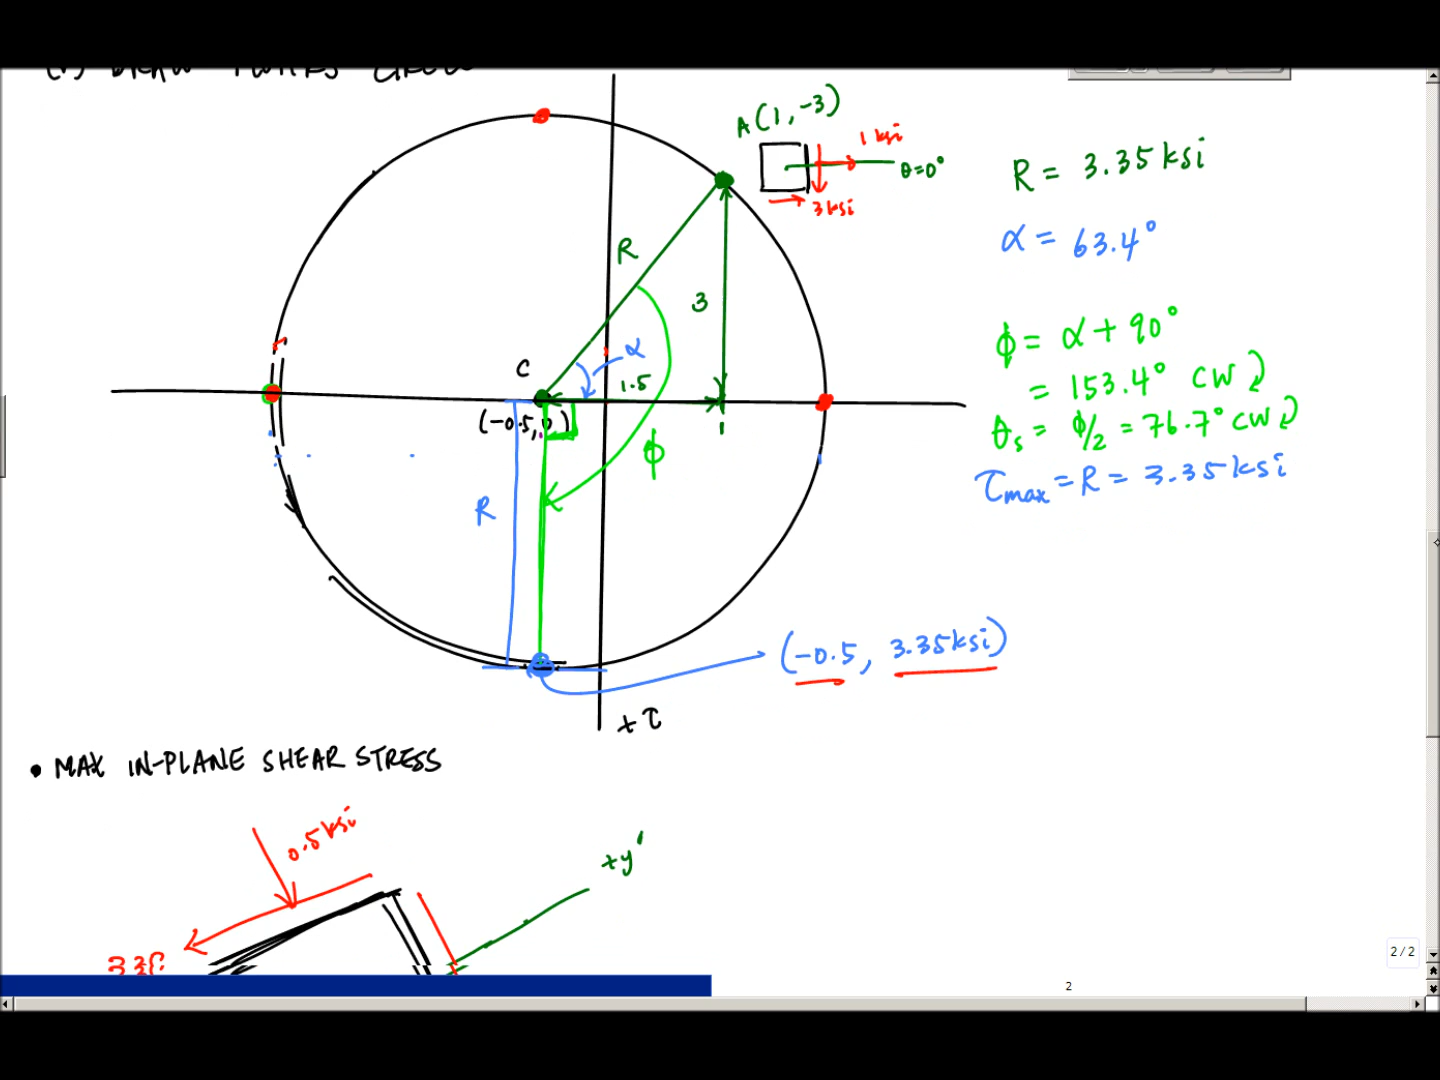 A(1, -3)
1 ksi
θ=0°
3 ksi
R = 3.35 ksi
α = 63.4°
R
3
α
C
1.5
(-0.5, 0)
1
ϕ
R
ϕ = α + 90°
= 153.4° CW
θs = ϕ/2 = 76.7° CW
τmax = R = 3.35 ksi
(-0.5, 3.35 ksi)
+τ
• MAX IN-PLANE SHEAR STRESS
0.5 ksi
+y'
2 / 2
2